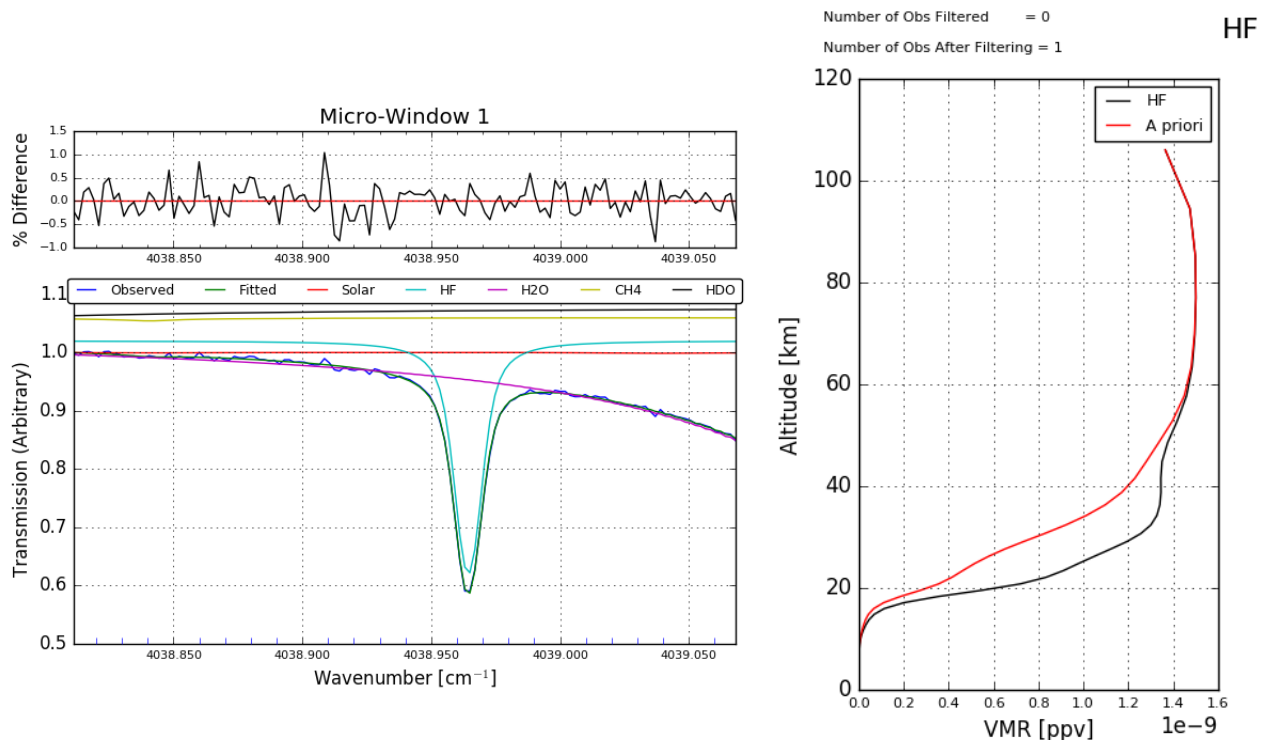 Micro-Window 1
% Difference
1.5
1.0
0.5
0.0
−0.5
−1.0
4038.850 4038.900 4038.950 4039.000 4039.050
Observed Fitted Solar HF H2O CH4 HDO
Transmission (Arbitrary)
1.1
1.0
0.9
0.8
0.7
0.6
0.5
4038.850 4038.900 4038.950 4039.000 4039.050
Wavenumber [cm⁻¹]
Number of Obs Filtered = 0
Number of Obs After Filtering = 1
HF
HF
A priori
Altitude [km]
120
100
80
60
40
20
0
0.0 0.2 0.4 0.6 0.8 1.0 1.2 1.4 1.6
VMR [ppv] 1e-9